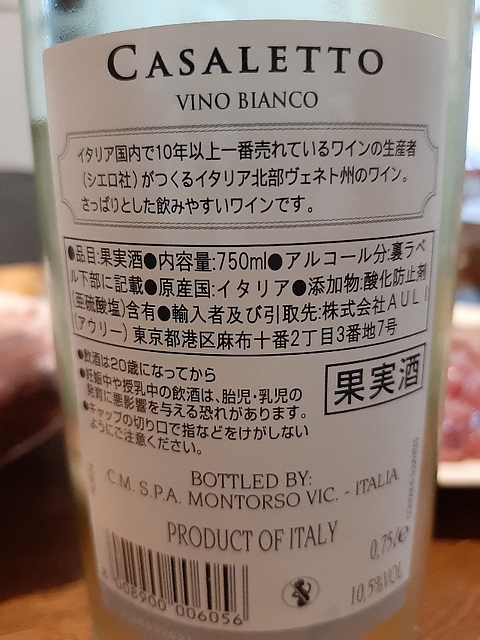 CASALETTO
VINO BIANCO
イタリア国内で10年以上一番売れているワインの生産者
(シエロ社)がつくるイタリア北部ヴェネト州のワイン。
さっぱりとした飲みやすいワインです。
●品目:果実酒●内容量:750ml●アルコール分:裏ラベ
ル下部に記載●原産国:イタリア●添加物:酸化防止剤
(亜硫酸塩)含有●輸入者及び引取先:株式会社AULI
(アウリー) 東京都港区麻布十番2丁目3番地7号
●飲酒は20歳になってから
●妊娠中や授乳中の飲酒は、胎児・乳児の
発育に悪影響を与える恐れがあります。
●キャップの切り口で指などをけがしない
ようにご注意ください。
果実酒
BOTTLED BY:
C.M. S.P.A. MONTORSO VIC. - ITALIA
PRODUCT OF ITALY
0,75 l e
10.5%VOL
8 008900 006056